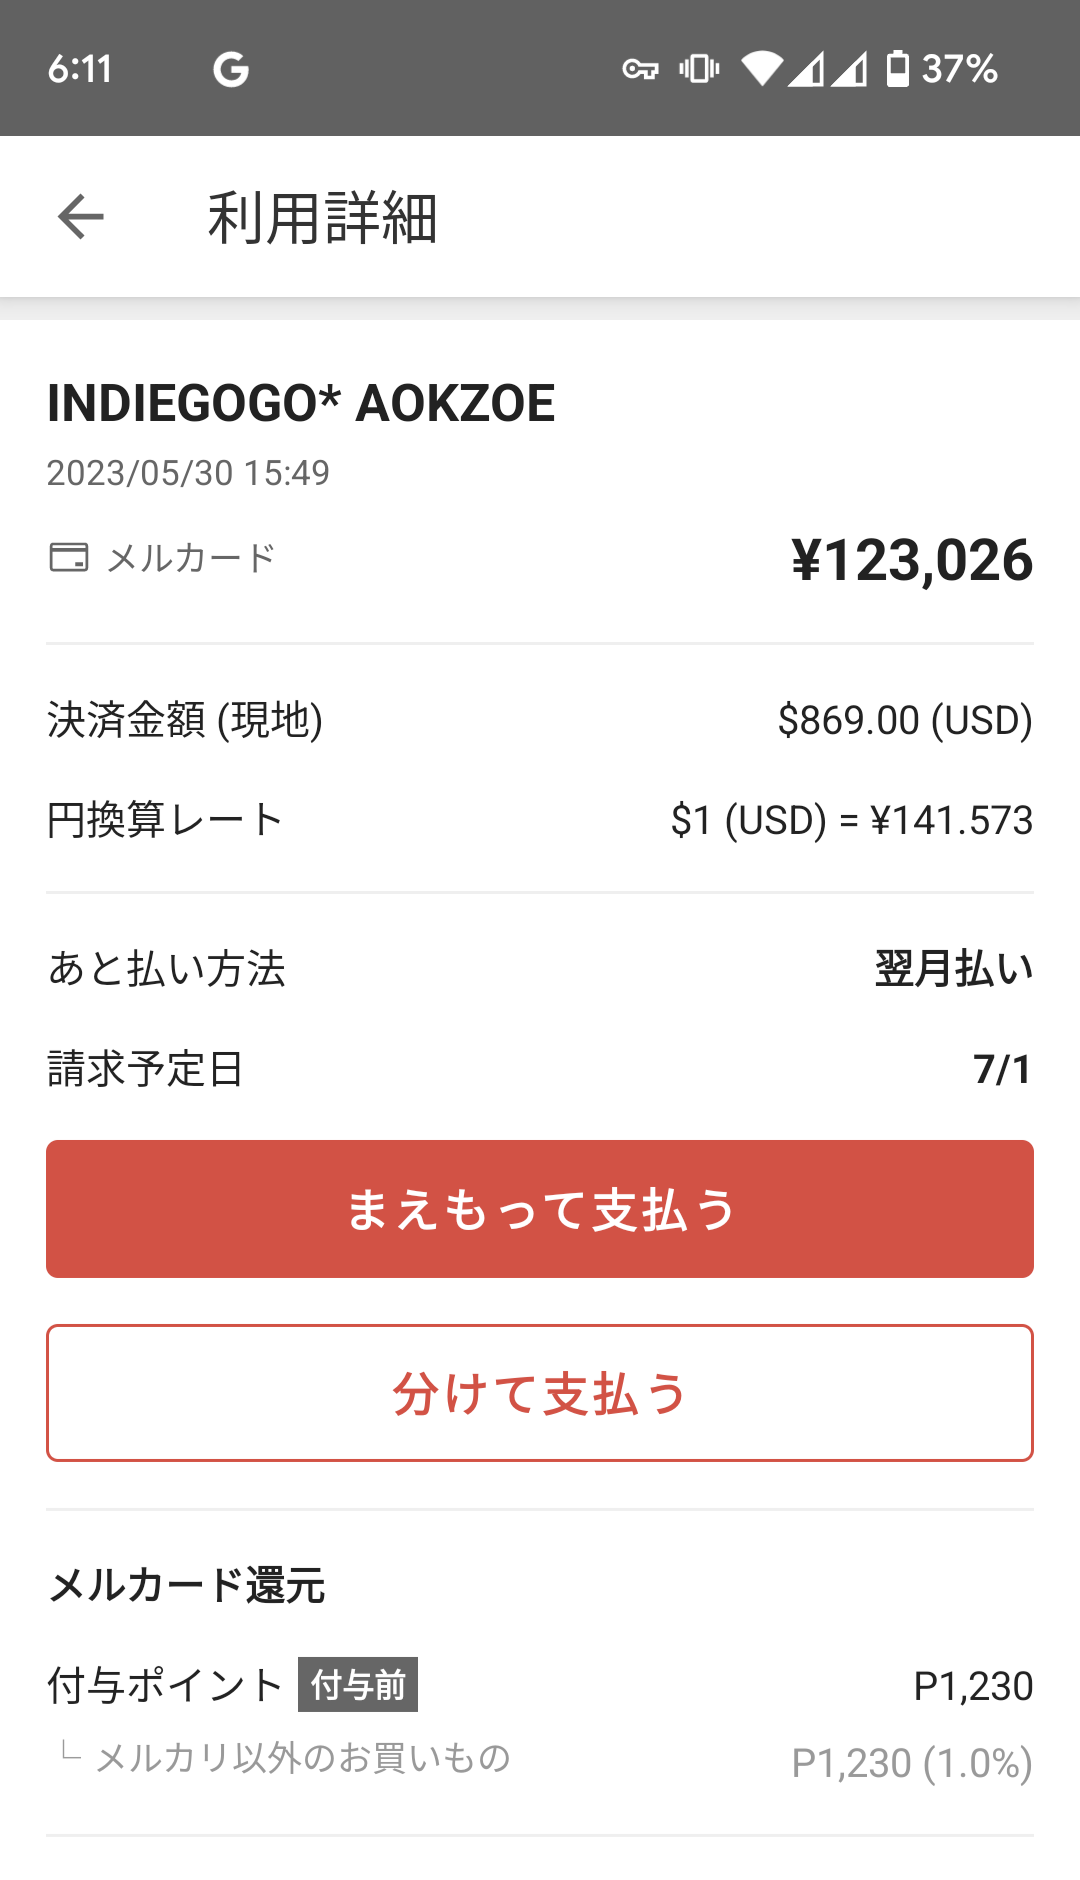 6:11
37%
利用詳細
INDIEGOGO* AOKZOE
2023/05/30 15:49
メルカード ¥123,026
決済金額 (現地) $869.00 (USD)
円換算レート $1 (USD) = ¥141.573
あと払い方法 翌月払い
請求予定日 7/1
まえもって支払う
分けて支払う
メルカード還元
付与ポイント 付与前 P1,230
└ メルカリ以外のお買いもの P1,230 (1.0%)